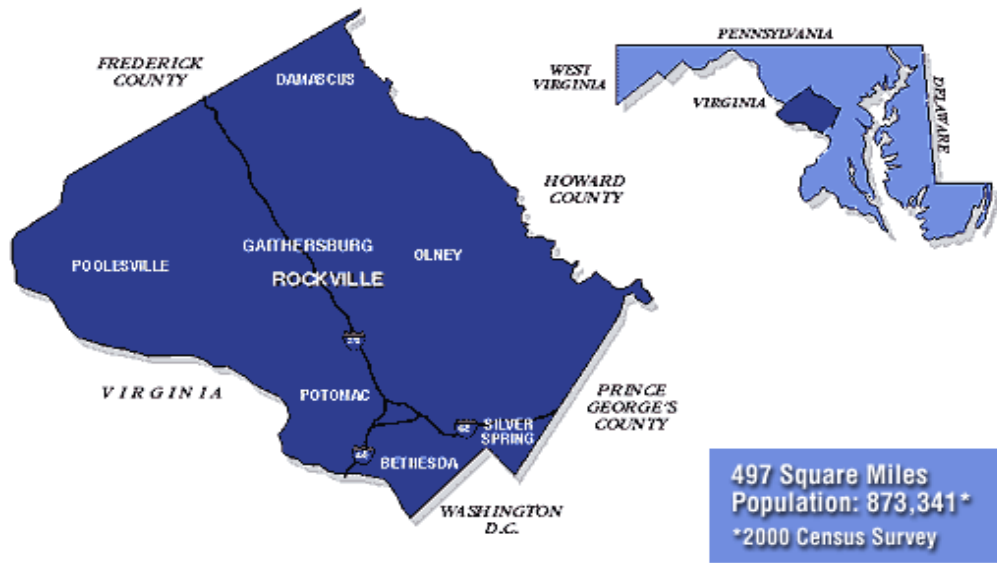 FREDERICK
COUNTY
DAMASCUS
HOWARD
COUNTY
GAITHERSBURG
OLNEY
POOLESVILLE
ROCKVILLE
270
VIRGINIA
POTOMAC
PRINCE
GEORGE'S
COUNTY
SILVER
SPRING
BETHESDA
WASHINGTON
D.C.
PENNSYLVANIA
WEST
VIRGINIA
VIRGINIA
DELAWARE
497 Square Miles
Population: 873,341*
*2000 Census Survey